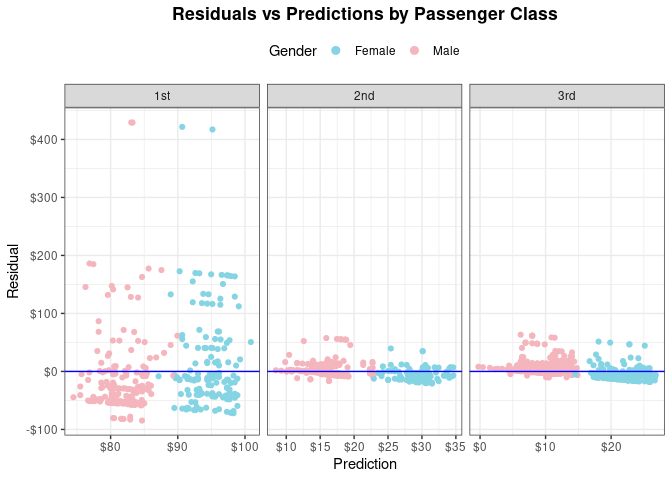 Residuals vs Predictions by Passenger Class
Gender Female Male
1st 2nd 3rd
$400
$300
$200
$100
$0
-$100
$80 $90 $100 $10 $15 $20 $25 $30 $35 $0 $10 $20
Residual
Prediction